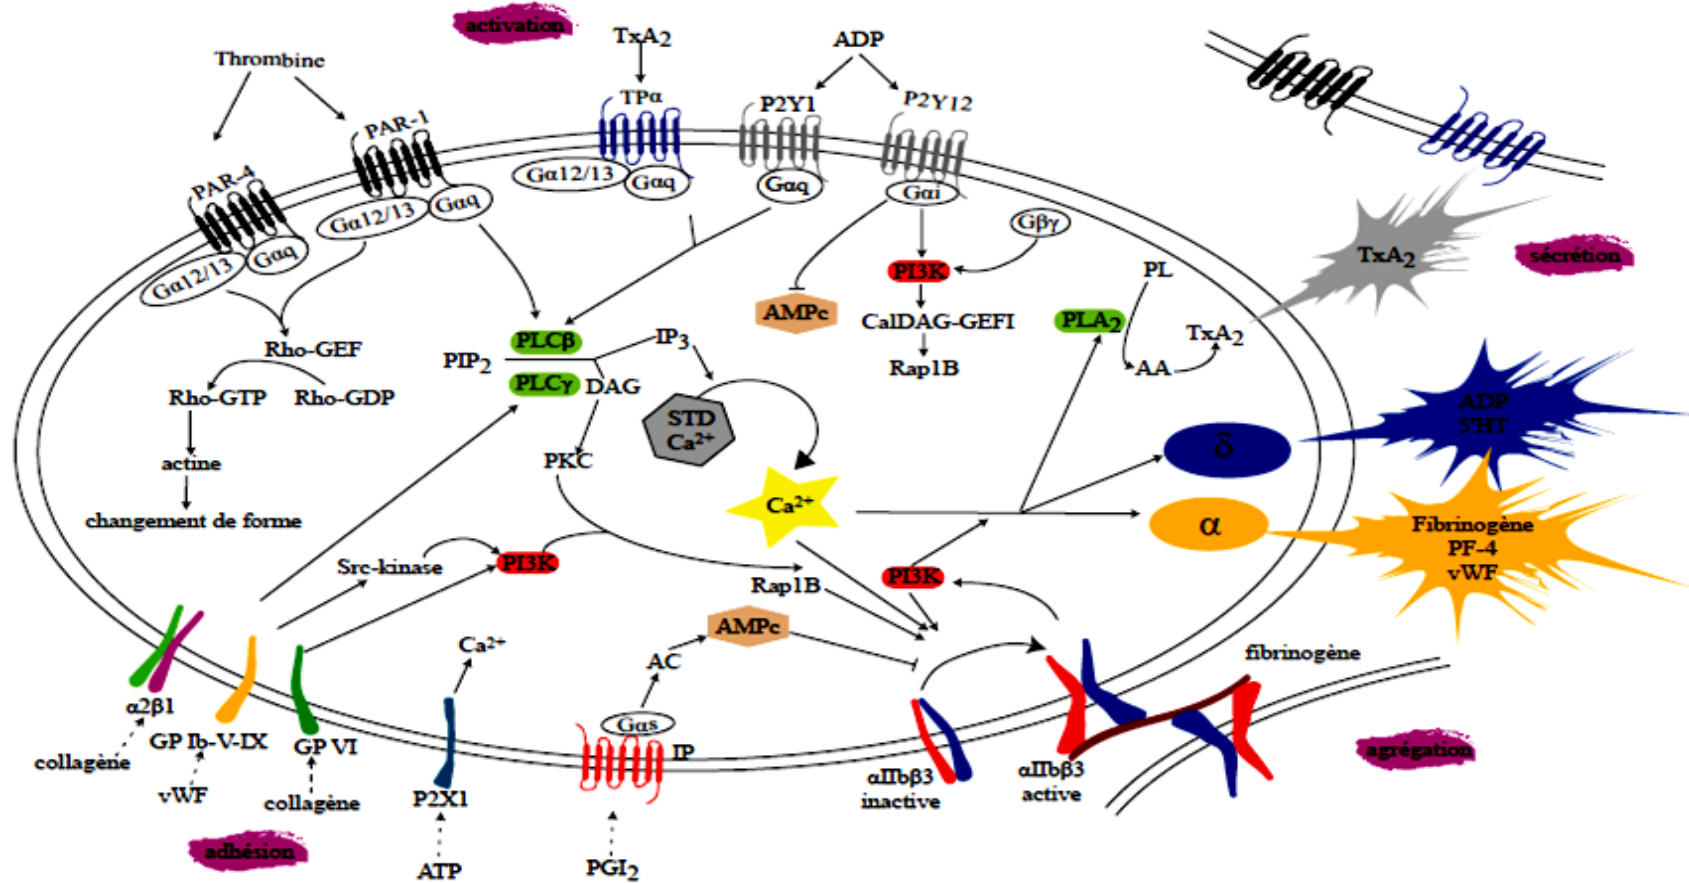 activation
Thrombine
TxA2
ADP
PAR-4
PAR-1
TPα
P2Y1
P2Y12
Gα12/13
Gαq
Gα12/13
Gαq
Gα12/13
Gαq
Gαq
Gαi
Gβγ
PI3K
AMPc
CalDAG-GEFI
Rap1B
PL
PLA2
AA
TxA2
TxA2
sécrétion
Rho-GEF
Rho-GTP
Rho-GDP
actine
changement de forme
PIP2
PLCβ
PLCγ
IP3
DAG
PKC
STD
Ca2+
Ca2+
δ
α
ADP
5'HT
Fibrinogène
PF-4
vWF
Src-kinase
PI3K
Rap1B
PI3K
AMPc
AC
Gαs
IP
PGI2
Ca2+
P2X1
ATP
α2β1
collagène
GP Ib-V-IX
vWF
GP VI
collagène
adhésion
αIIbβ3
inactive
αIIbβ3
active
fibrinogène
agrégation